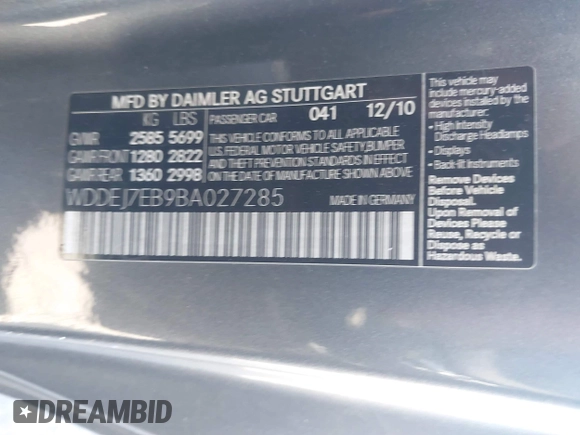 MFD BY DAIMLER AG STUTTGART
KG LBS
GVWR 2585 5699
GAWR FRONT 1280 2822
GAWR REAR 1360 2998
PASSENGER CAR 041 12/10
THIS VEHICLE CONFORMS TO ALL APPLICABLE
U.S. FEDERAL MOTOR VEHICLE SAFETY, BUMPER
AND THEFT PREVENTION STANDARDS IN EFFECT
ON THE DATE OF MANUFACTURE SHOWN ABOVE
WDDEJ7EB9BA027285
MADE IN GERMANY
This vehicle may
include mercury-added
devices installed by the
manufacturer:
• High Intensity
Discharge Headlamps
• Displays
• Back-lit Instruments
Remove Devices
Before Vehicle
Disposal.
Upon Removal of
Devices Please
Reuse, Recycle or
Dispose as
Hazardous Waste.
DREAMBID